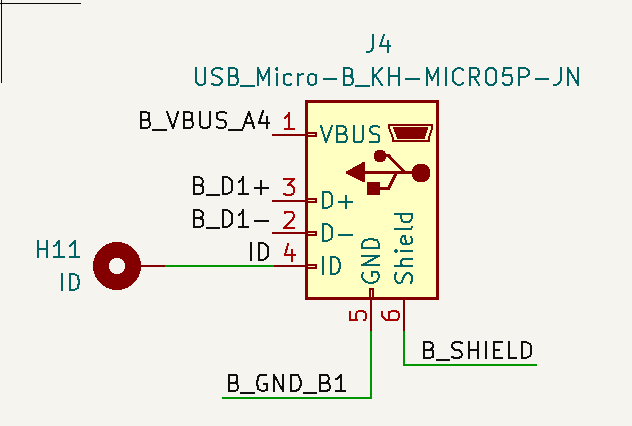 J4
USB_Micro-B_KH-MICRO5P-JN
B_VBUS_A4 1 VBUS
B_D1+ 3 D+
B_D1- 2 D-
H11 ID 4 ID
ID
GND Shield
5 6
B_SHIELD
B_GND_B1